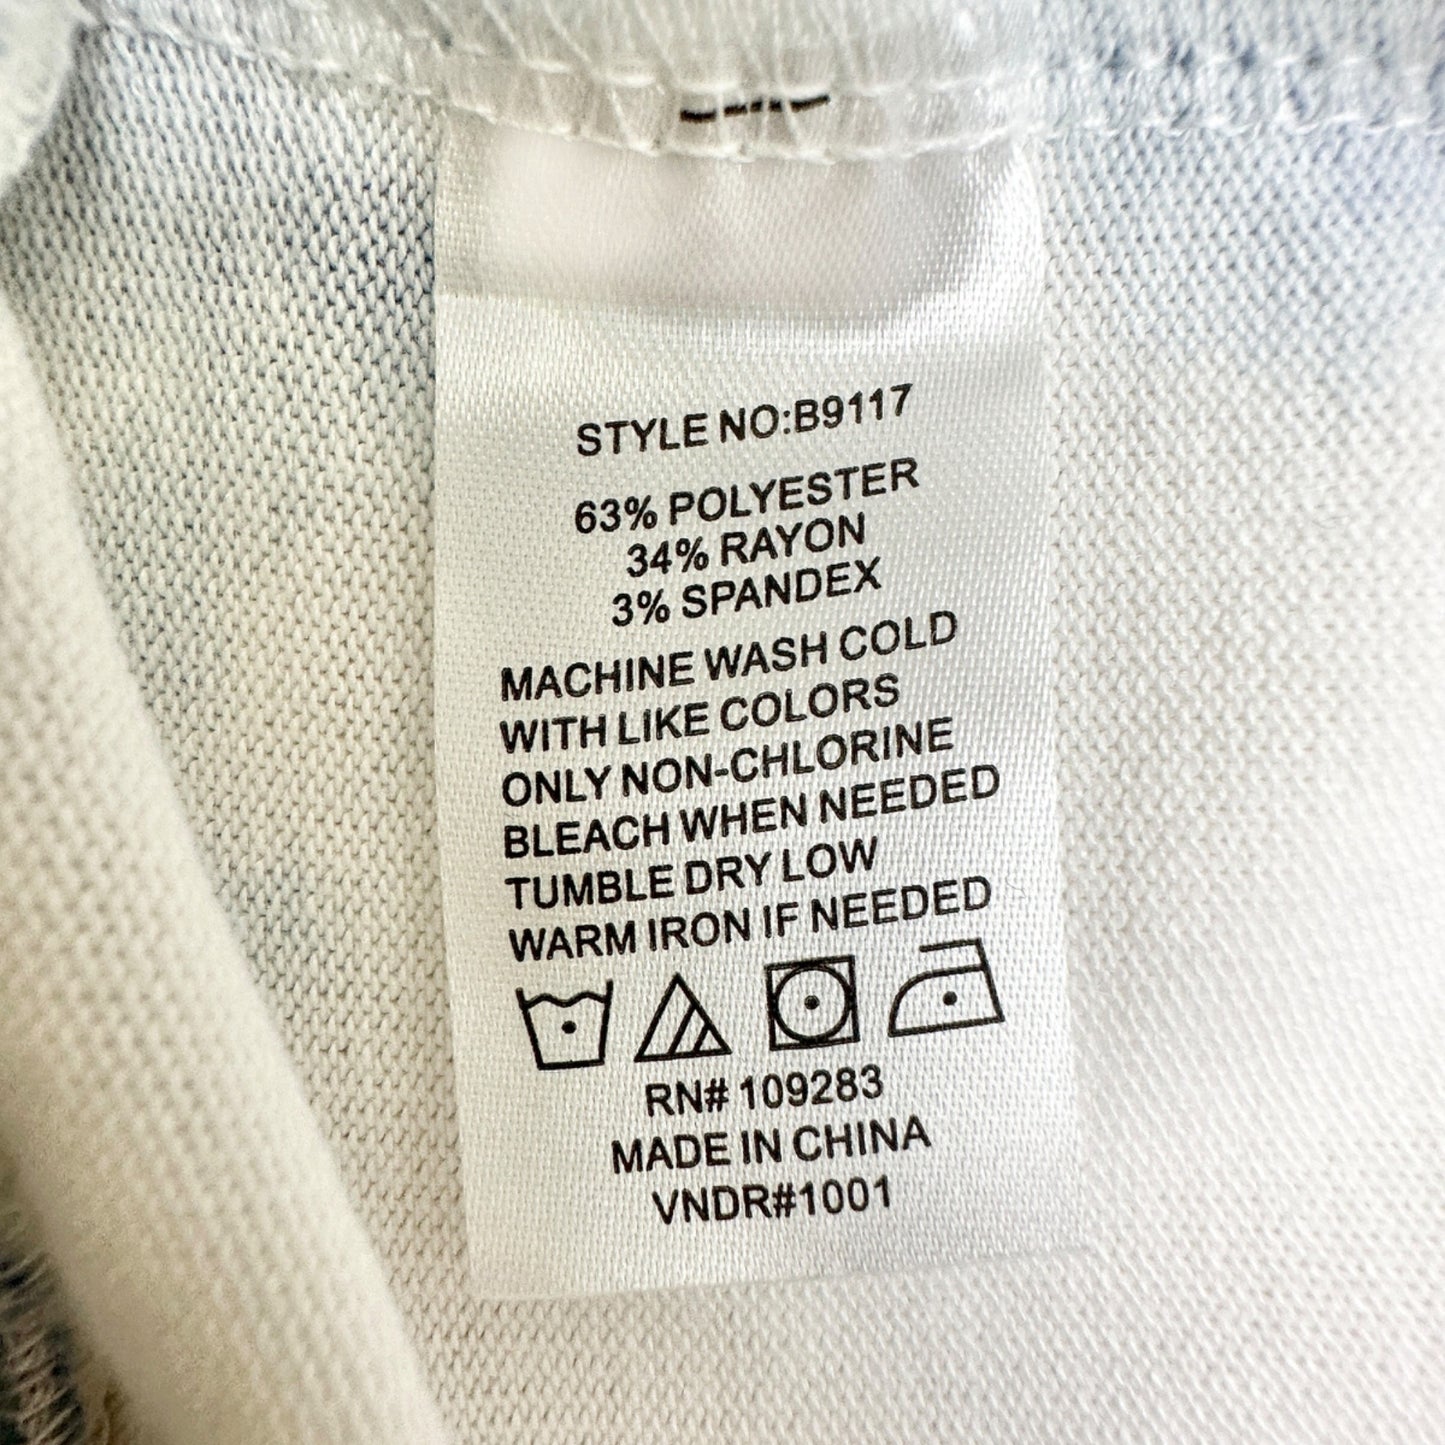 STYLE NO:B9117
63% POLYESTER
34% RAYON
3% SPANDEX
MACHINE WASH COLD
WITH LIKE COLORS
ONLY NON-CHLORINE
BLEACH WHEN NEEDED
TUMBLE DRY LOW
WARM IRON IF NEEDED
RN# 109283
MADE IN CHINA
VNDR#1001